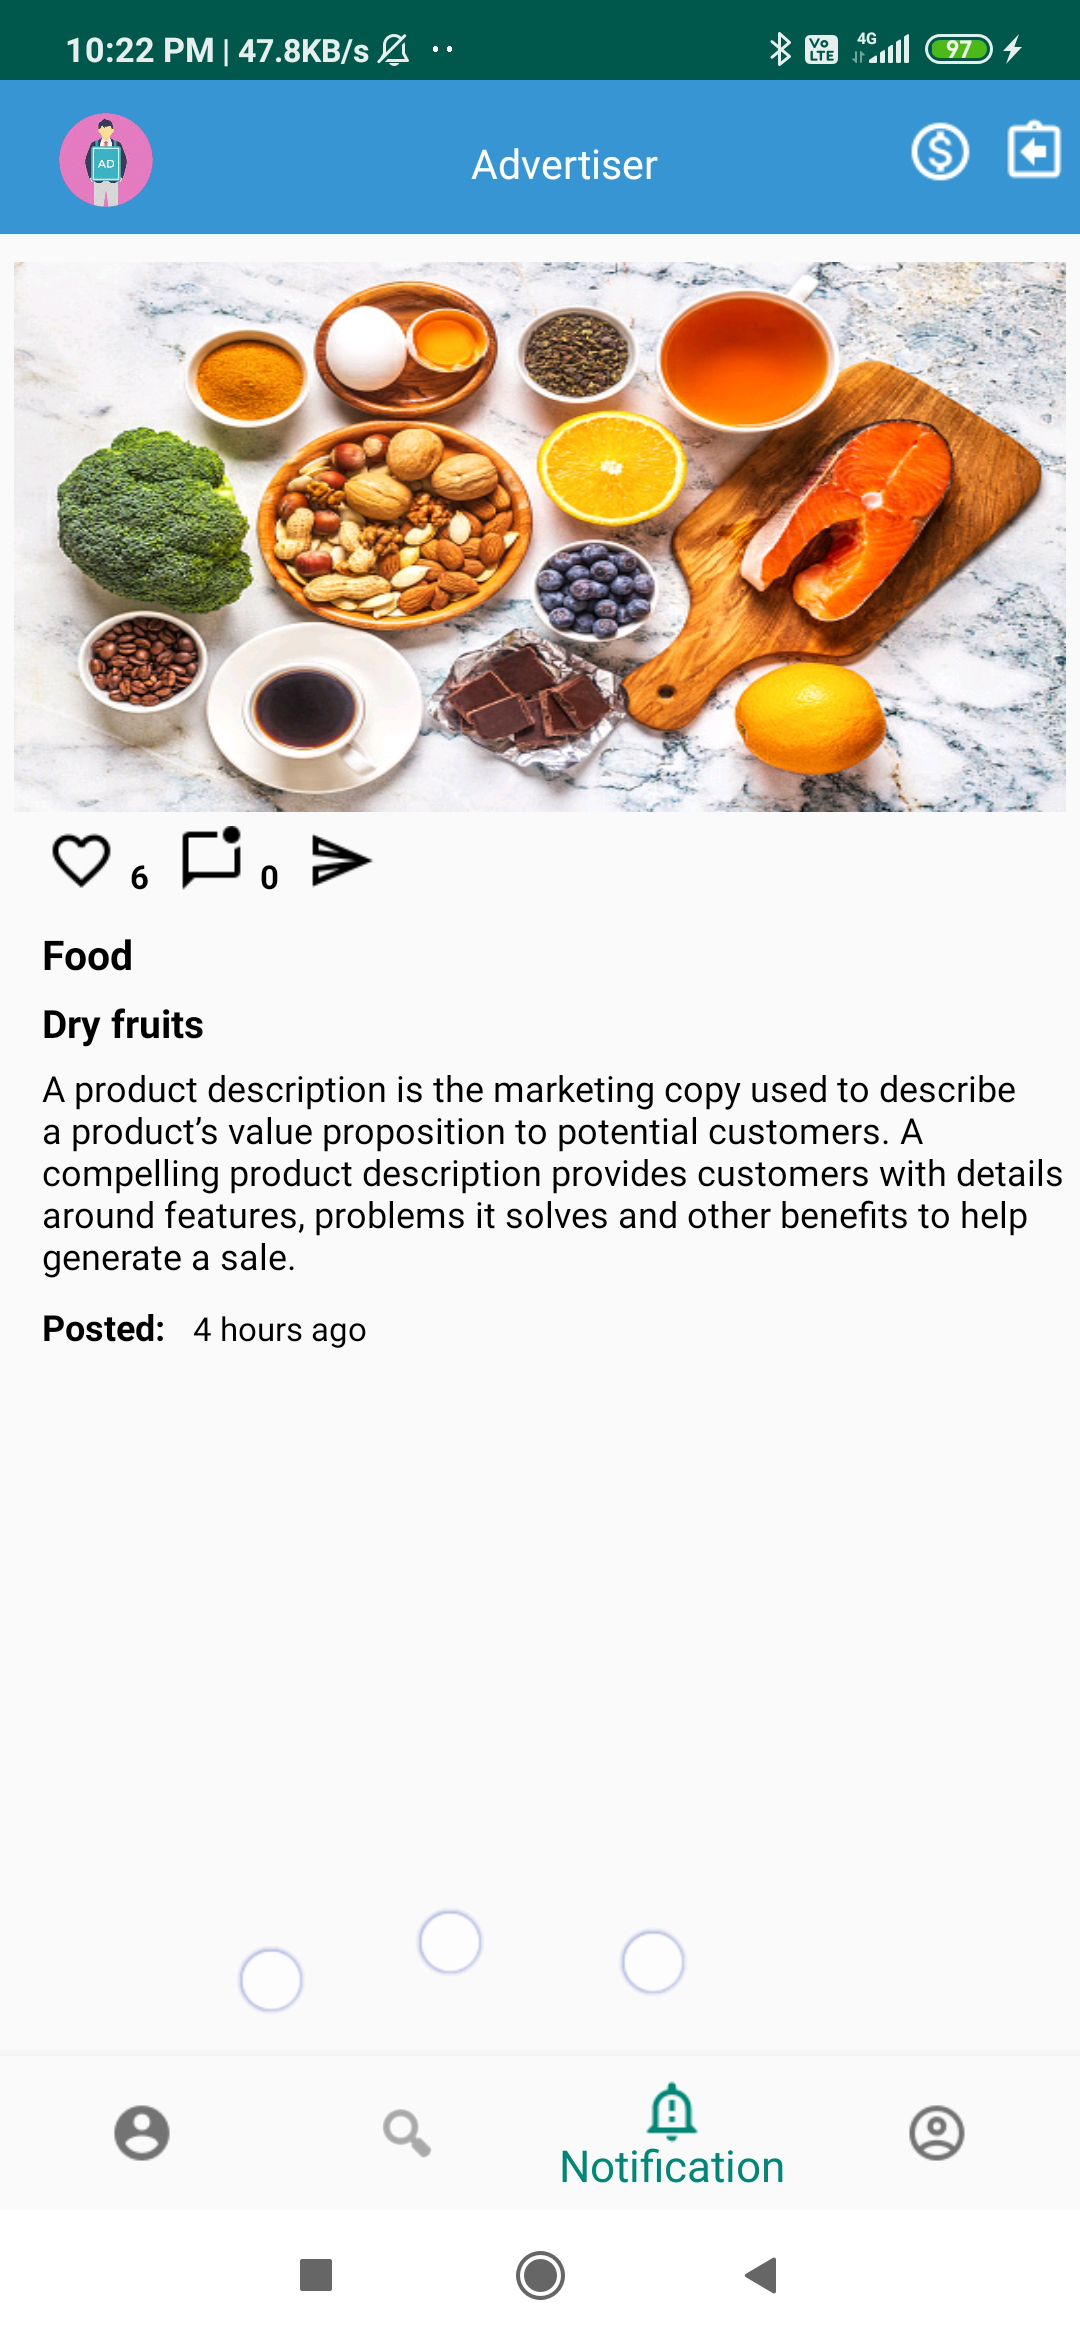 10:22 PM | 47.8KB/s
Vo LTE 4G 97
AD
Advertiser
6 0
Food
Dry fruits
A product description is the marketing copy used to describe
a product’s value proposition to potential customers. A
compelling product description provides customers with details
around features, problems it solves and other benefits to help
generate a sale.
Posted: 4 hours ago
Notification